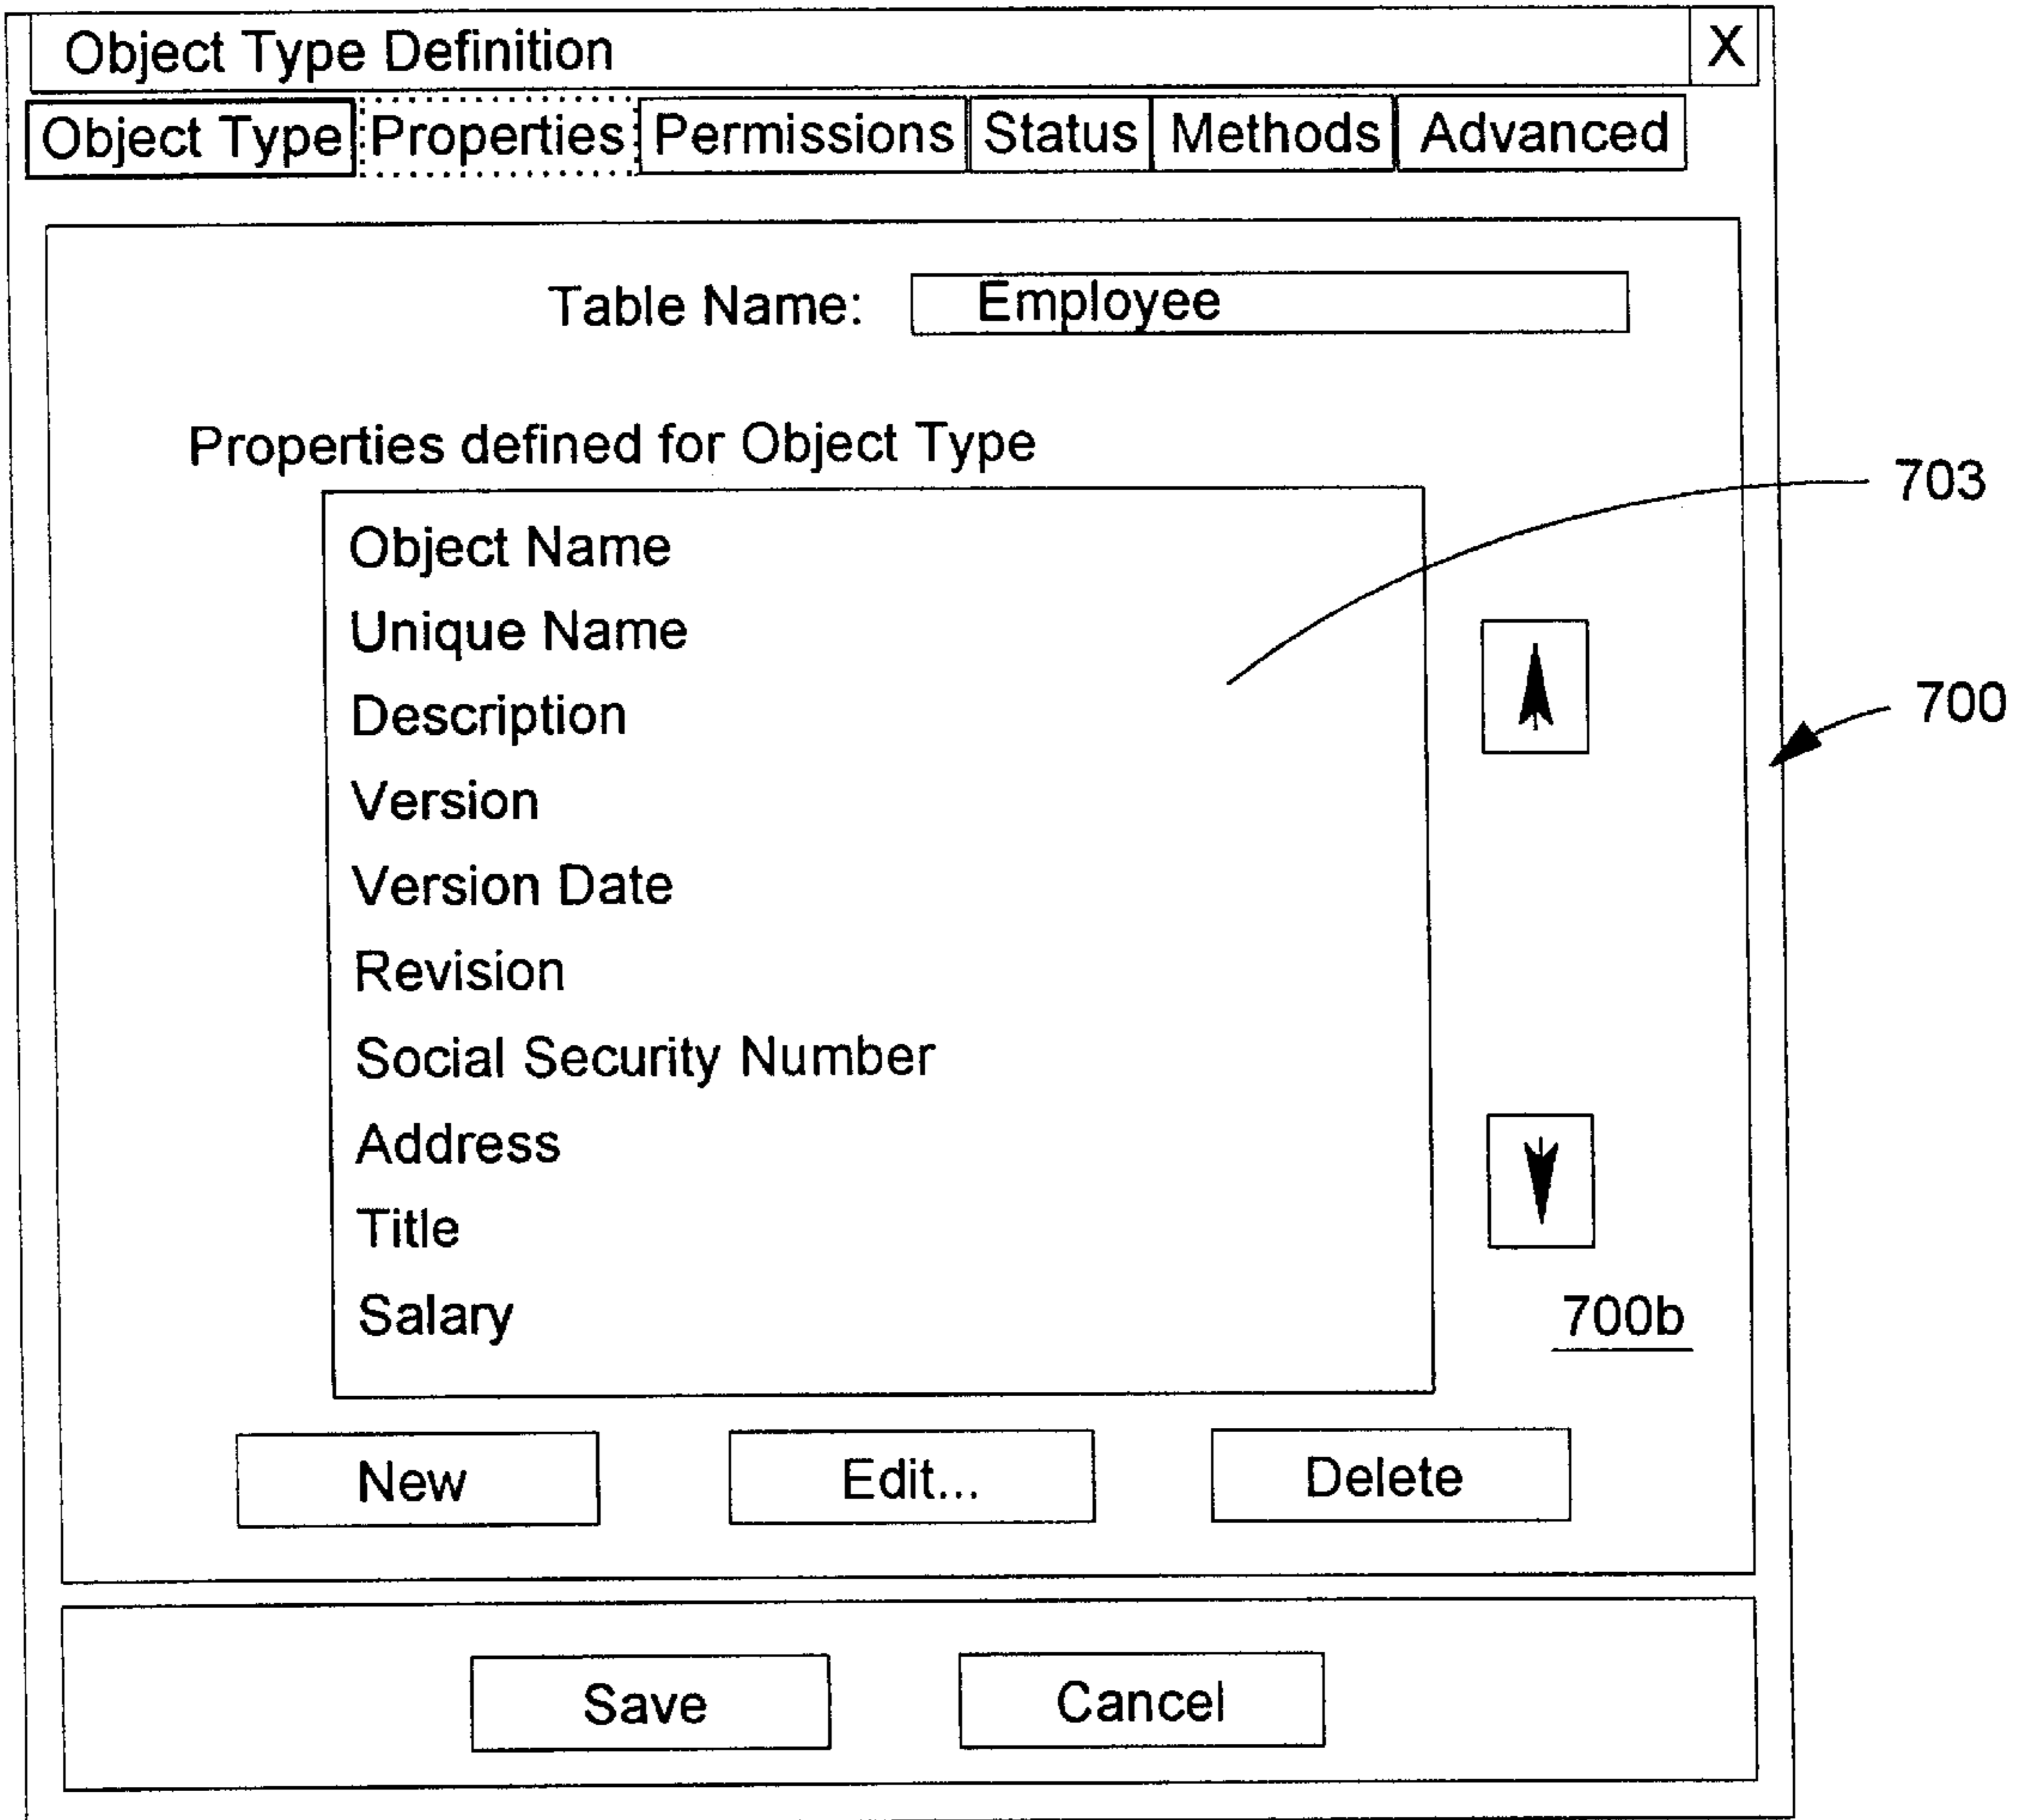 Object Type Definition X
Object Type Properties Permissions Status Methods Advanced
Table Name: Employee
Properties defined for Object Type
703
Object Name
Unique Name
700
Description
Version
Version Date
Revision
Social Security Number
Address
Title
Salary
700b
New Edit... Delete
Save Cancel